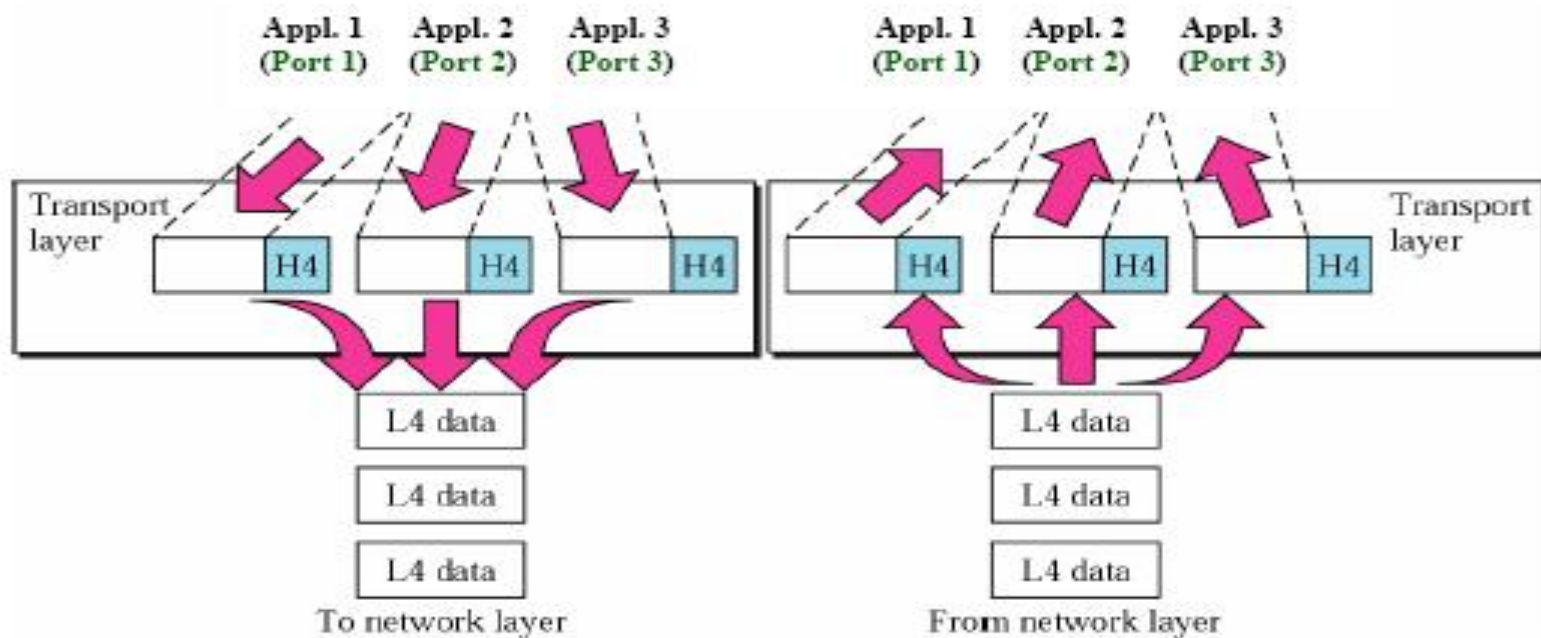 Appl. 1 Appl. 2 Appl. 3 Appl. 1 Appl. 2 Appl. 3
(Port 1) (Port 2) (Port 3) (Port 1) (Port 2) (Port 3)
Transport
layer
Transport
layer
H4 H4 H4 H4 H4 H4
L4 data L4 data
L4 data L4 data
L4 data L4 data
To network layer From network layer